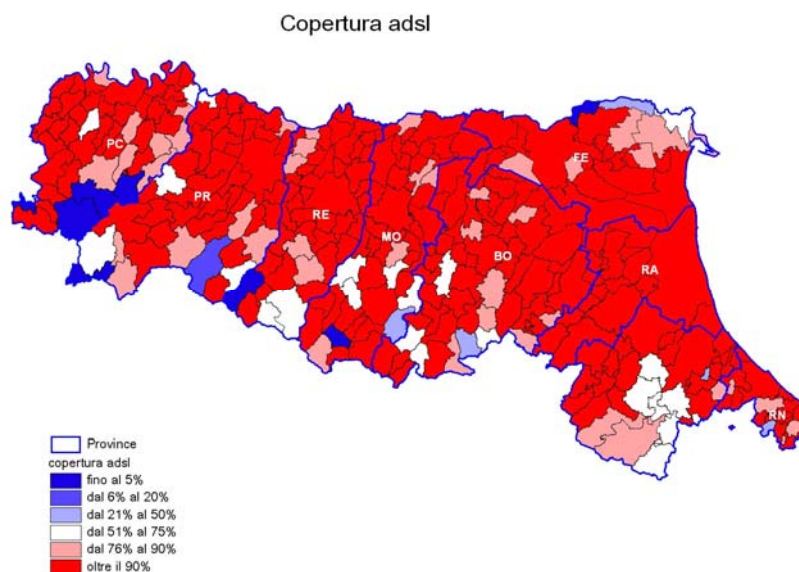 Copertura adsl
PC
PR
RE
MO
BO
FE
RA
RN
Province
copertura adsl
fino al 5%
dal 6% al 20%
dal 21% al 50%
dal 51% al 75%
dal 76% al 90%
oltre il 90%